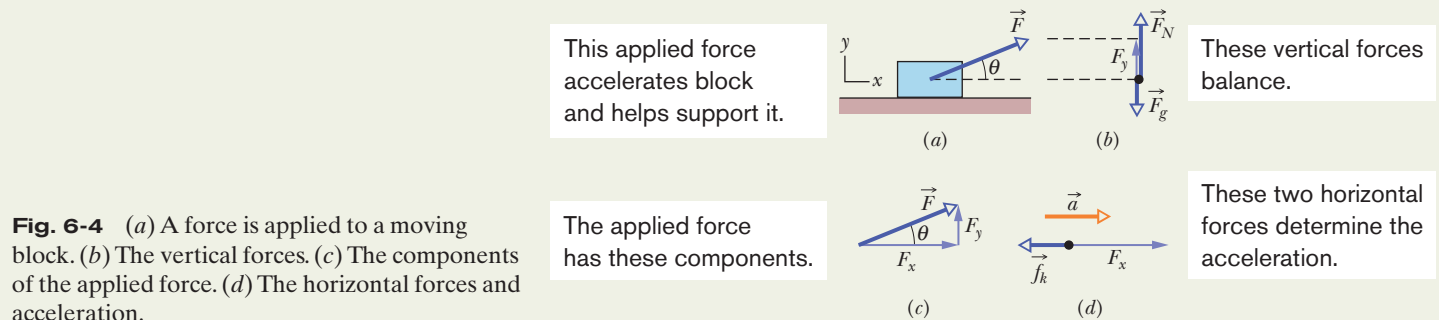 This applied force
accelerates block
and helps support it.
y
x
F
θ
(a)
F_N
F_y
F_g
(b)
These vertical forces
balance.
Fig. 6-4 (a) A force is applied to a moving
block. (b) The vertical forces. (c) The components
of the applied force. (d) The horizontal forces and
acceleration.
The applied force
has these components.
F
θ
F_y
F_x
(c)
a
f_k
F_x
(d)
These two horizontal
forces determine the
acceleration.